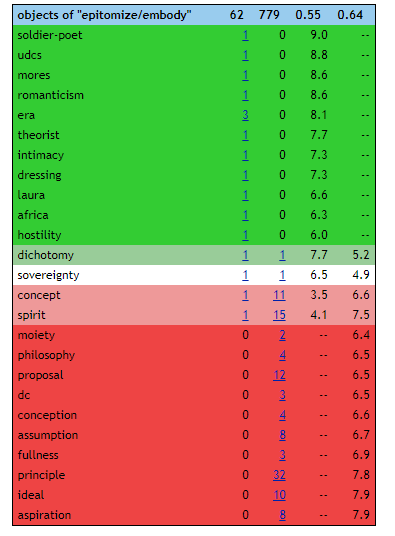 objects of "epitomize/embody" 62 779 0.55 0.64
soldier-poet 1 0 9.0 --
udcs 1 0 8.8 --
mores 1 0 8.6 --
romanticism 1 0 8.6 --
era 3 0 8.1 --
theorist 1 0 7.7 --
intimacy 1 0 7.3 --
dressing 1 0 7.3 --
laura 1 0 6.6 --
africa 1 0 6.3 --
hostility 1 0 6.0 --
dichotomy 1 1 7.7 5.2
sovereignty 1 1 6.5 4.9
concept 1 11 3.5 6.6
spirit 1 15 4.1 7.5
moiety 0 2 -- 6.4
philosophy 0 4 -- 6.5
proposal 0 12 -- 6.5
dc 0 3 -- 6.5
conception 0 4 -- 6.6
assumption 0 8 -- 6.7
fullness 0 3 -- 6.9
principle 0 32 -- 7.8
ideal 0 10 -- 7.9
aspiration 0 8 -- 7.9